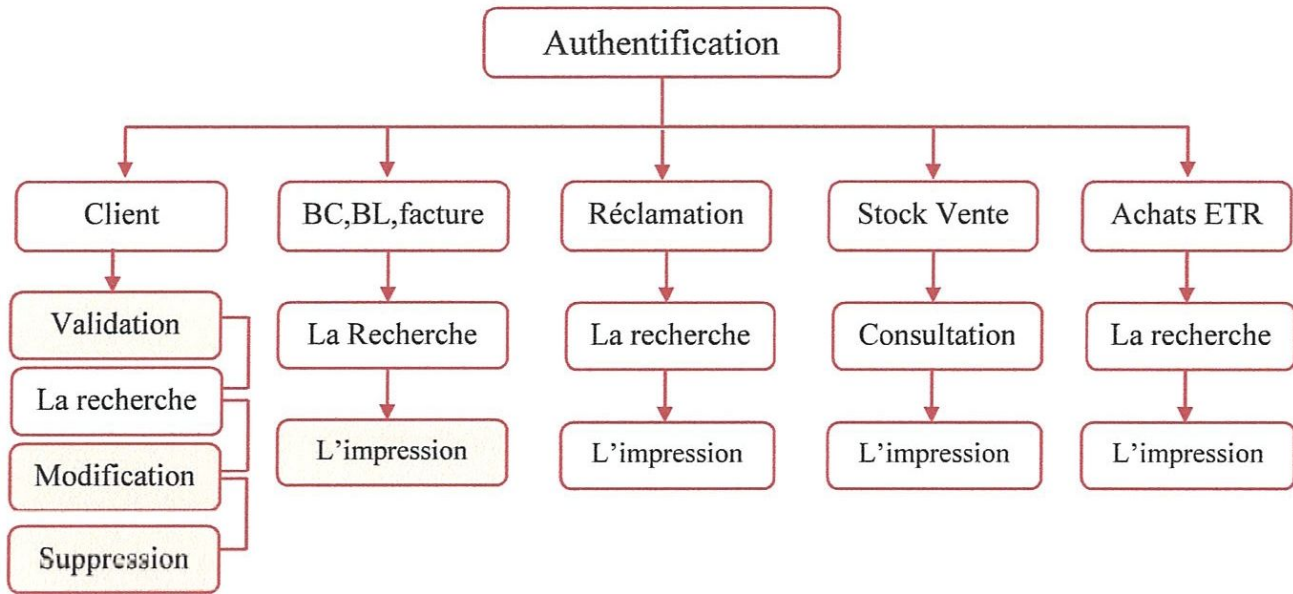 Authentification
Client
BC,BL,facture
Réclamation
Stock Vente
Achats ETR
Validation
La recherche
Modification
Suppression
La Recherche
L’impression
La recherche
L’impression
Consultation
L’impression
La recherche
L’impression